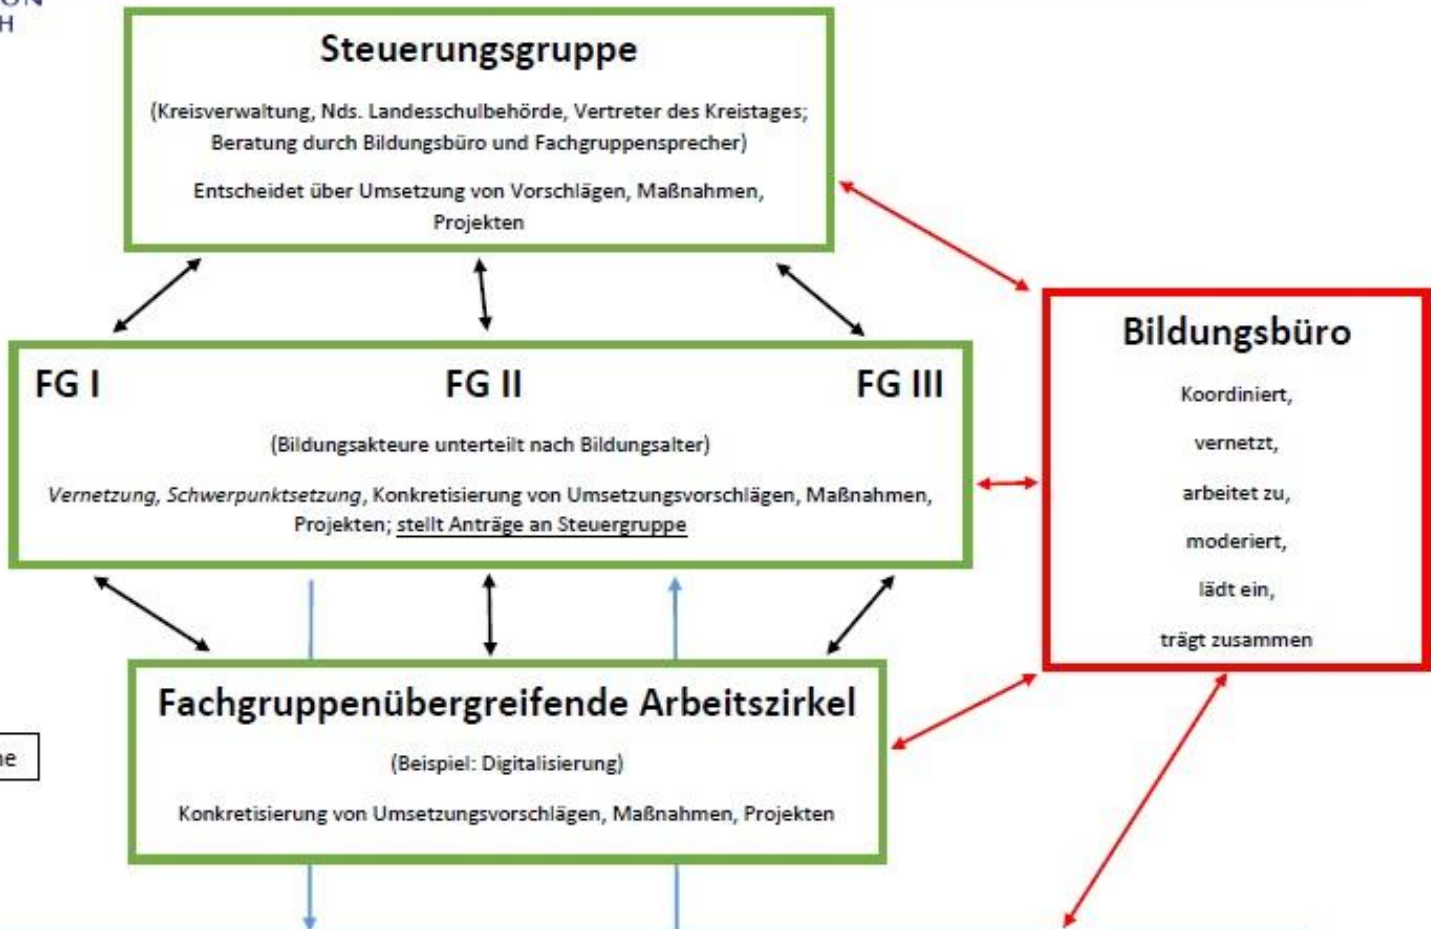 H
Steuerungsgruppe
(Kreisverwaltung, Nds. Landesschulbehörde, Vertreter des Kreistages;
Beratung durch Bildungsbüro und Fachgruppensprecher)
Entscheidet über Umsetzung von Vorschlägen, Maßnahmen,
Projekten
FG I FG II FG III
(Bildungsakteure unterteilt nach Bildungsalter)
Vernetzung, Schwerpunktsetzung, Konkretisierung von Umsetzungsvorschlägen, Maßnahmen,
Projekten; stellt Anträge an Steuergruppe
Bildungsbüro
Koordiniert,
vernetzt,
arbeitet zu,
moderiert,
lädt ein,
trägt zusammen
Fachgruppenübergreifende Arbeitszirkel
(Beispiel: Digitalisierung)
Konkretisierung von Umsetzungsvorschlägen, Maßnahmen, Projekten